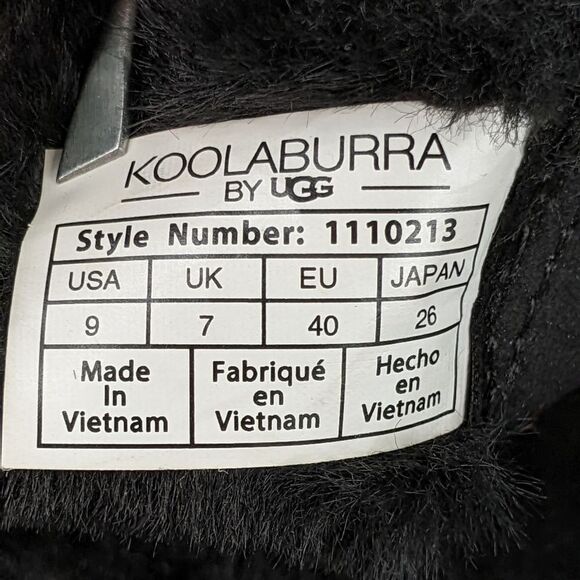 KOOLABURRA
BY UGG
Style Number: 1110213
USA UK EU JAPAN
9 7 40 26
Made
In
Vietnam
Fabriqué
en
Vietnam
Hecho
en
Vietnam